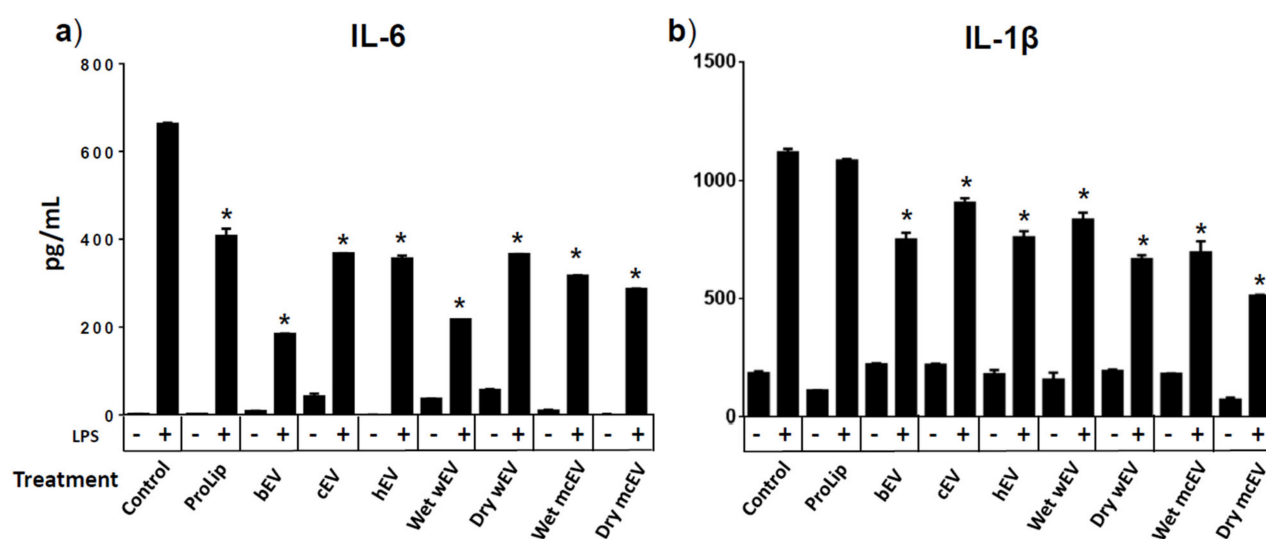 a) IL-6
pg/mL
800
600
400
200
0
* * * * * * * *
LPS - + - + - + - + - + - + - + - + - +
Treatment Control ProLip bEV cEV hEV Wet wEV Dry wEV Wet mcEV Dry mcEV
b) IL-1β
1500
1000
500
0
* * * * * * *
- + - + - + - + - + - + - + - + - +
Control ProLip bEV cEV hEV Wet wEV Dry wEV Wet mcEV Dry mcEV